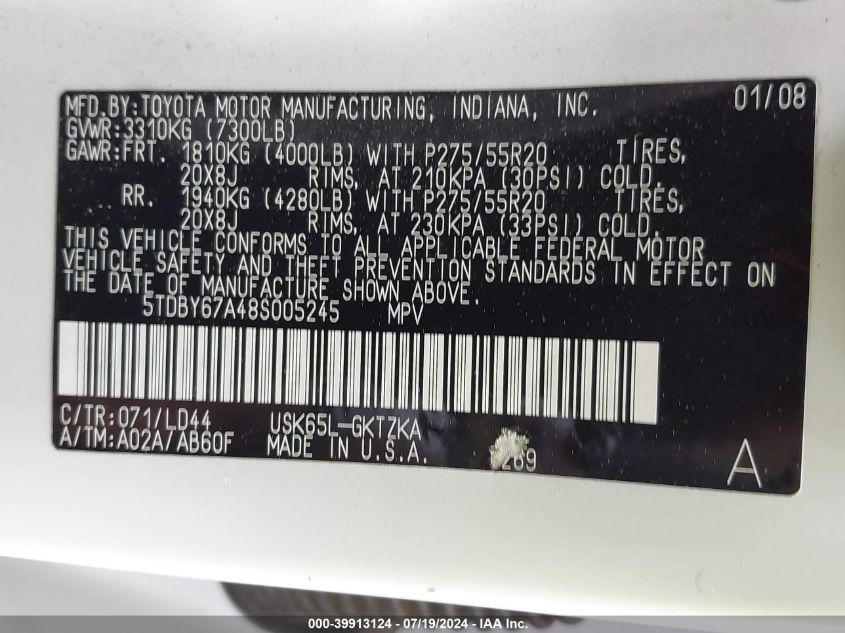 MFD. BY: TOYOTA MOTOR MANUFACTURING, INDIANA, INC. 01/08
GVWR: 3310KG (7300LB)
GAWR: FRT. 1810KG (4000LB) WITH P275/55R20 TIRES,
20X8J RIMS, AT 210KPA (30PSI) COLD.
RR. 1940KG (4280LB) WITH P275/55R20 TIRES,
20X8J RIMS, AT 230KPA (33PSI) COLD.
THIS VEHICLE CONFORMS TO ALL APPLICABLE FEDERAL MOTOR
VEHICLE SAFETY AND THEFT PREVENTION STANDARDS IN EFFECT ON
THE DATE OF MANUFACTURE SHOWN ABOVE.
5TDBY67A48S005245 MPV
C/TR: 071/LD44 USK65L-GKTZKA
A/TM: A02A/AB60F MADE IN U.S.A. A
000-39913124 - 07/19/2024 - IAA Inc.